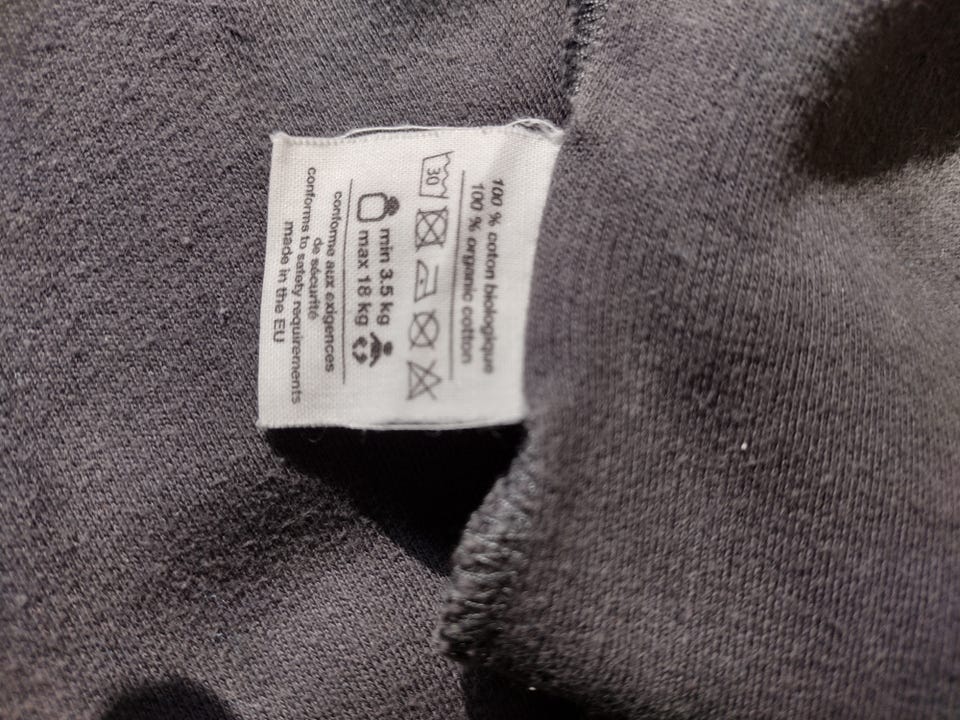 100 % coton biologique
100 % organic cotton
30
min 3.5 kg
max 18 kg
conforme aux exigences
de sécurité
conforms to safety requirements
made in the EU